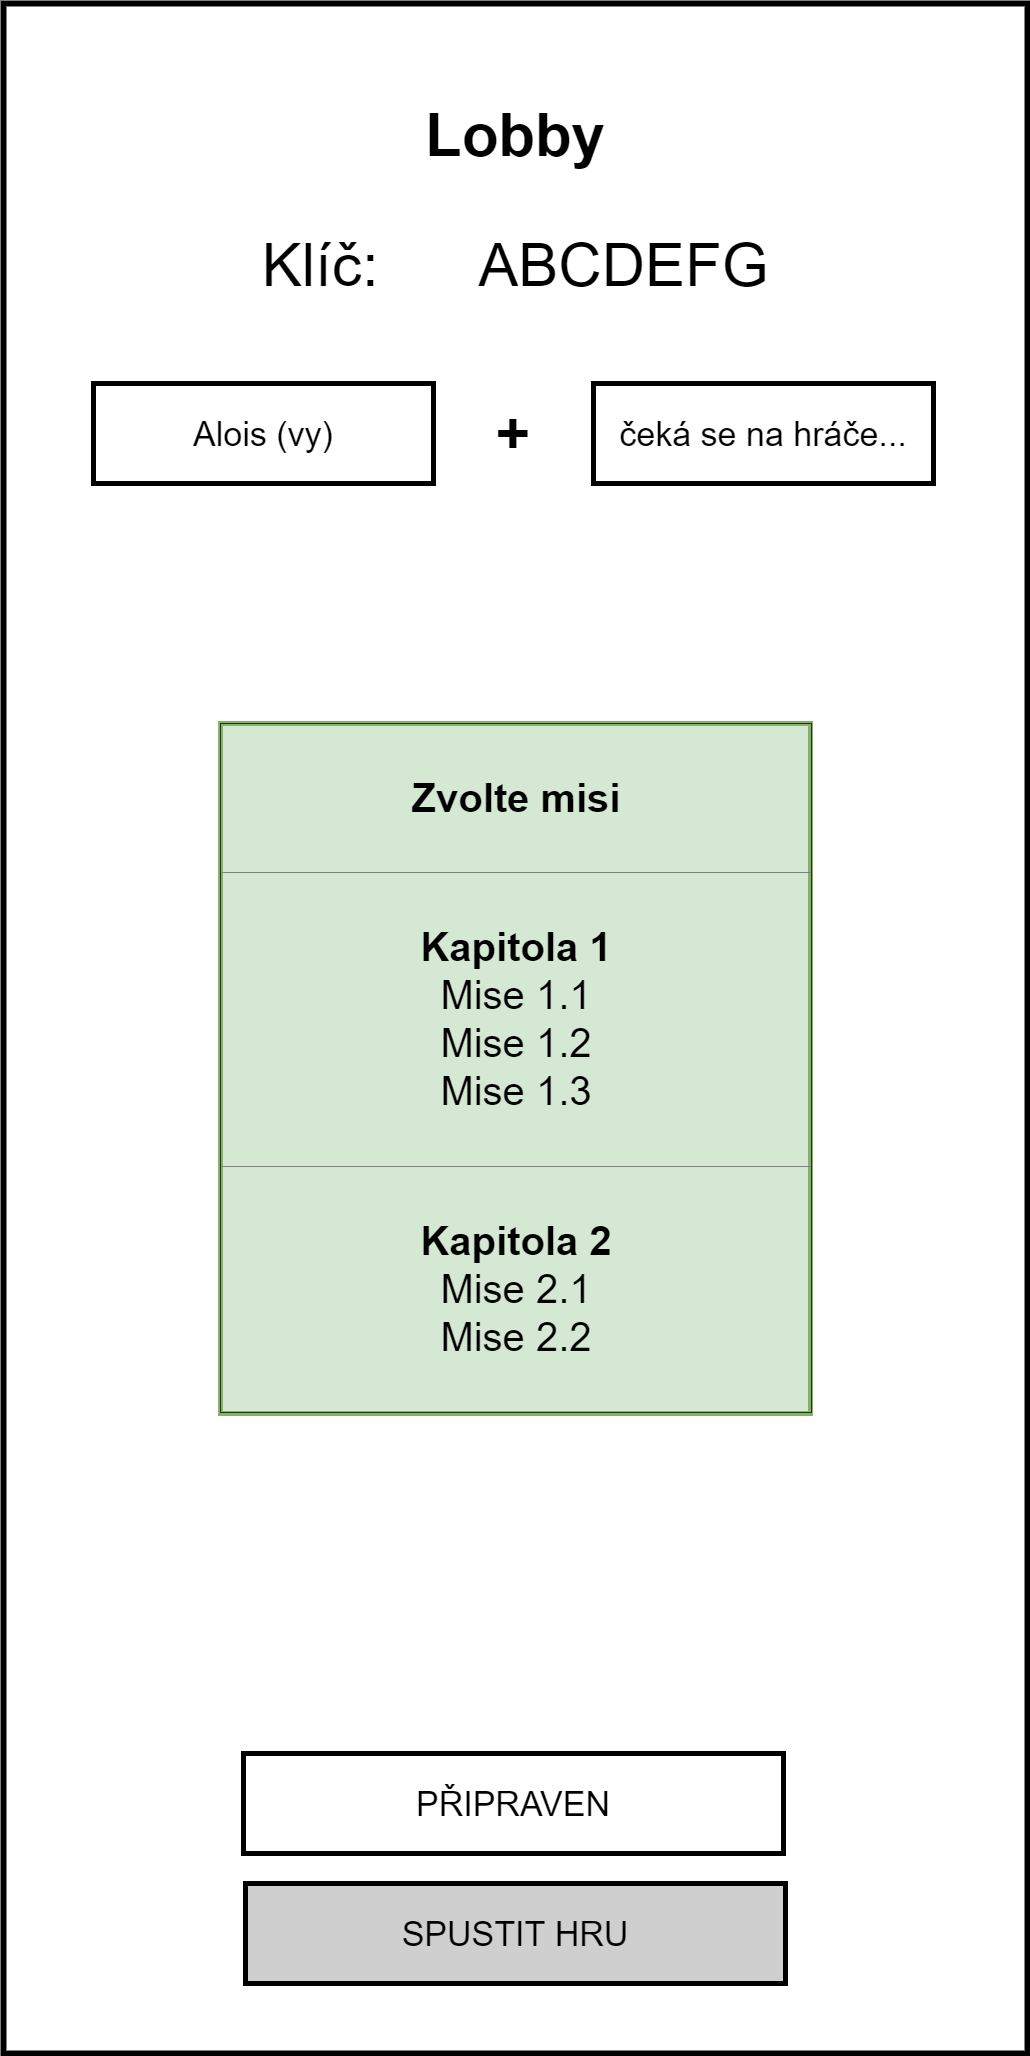 Lobby
Klíč: ABCDEFG
Alois (vy) + čeká se na hráče...
Zvolte misi
Kapitola 1
Mise 1.1
Mise 1.2
Mise 1.3
Kapitola 2
Mise 2.1
Mise 2.2
PŘIPRAVEN
SPUSTIT HRU